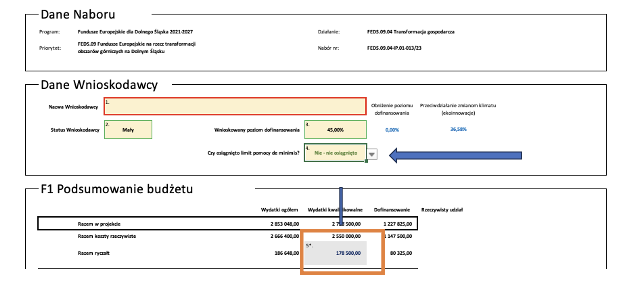 Dane Naboru
Program: Fundusze Europejskie dla Dolnego Śląska 2021-2027 Działanie: FEDS.09.04 Transformacja gospodarcza
Priorytet: FEDS.09 Fundusze Europejskie na rzecz transformacji
obszarów górniczych na Dolnym Śląsku Nabór nr: FEDS.09.04-IP.01-013/23
Dane Wnioskodawcy
Nazwa Wnioskodawcy 1. Obniżenie poziomu
dofinansowania Przeciwdziałanie zmianom klimatu
(ekoinnowacje)
Status Wnioskodawcy 2. Mały Wnioskowany poziom dofinansowania 3. 45,00% 0,00% 36,58%
Czy osiągnięto limit pomocy de minimis? 4. Nie - nie osiągnięto
F1 Podsumowanie budżetu
Wydatki ogółem Wydatki kwalifikowalne Dofinansowanie Rzeczywisty udział
Razem w projekcie 2 853 048,00 500,00 1 227 825,00
Razem koszty rzeczywiste 2 666 400,00 2 550 000,00 1 147 500,00
Razem ryczałt 186 648,00 5*. 178 500,00 80 325,00